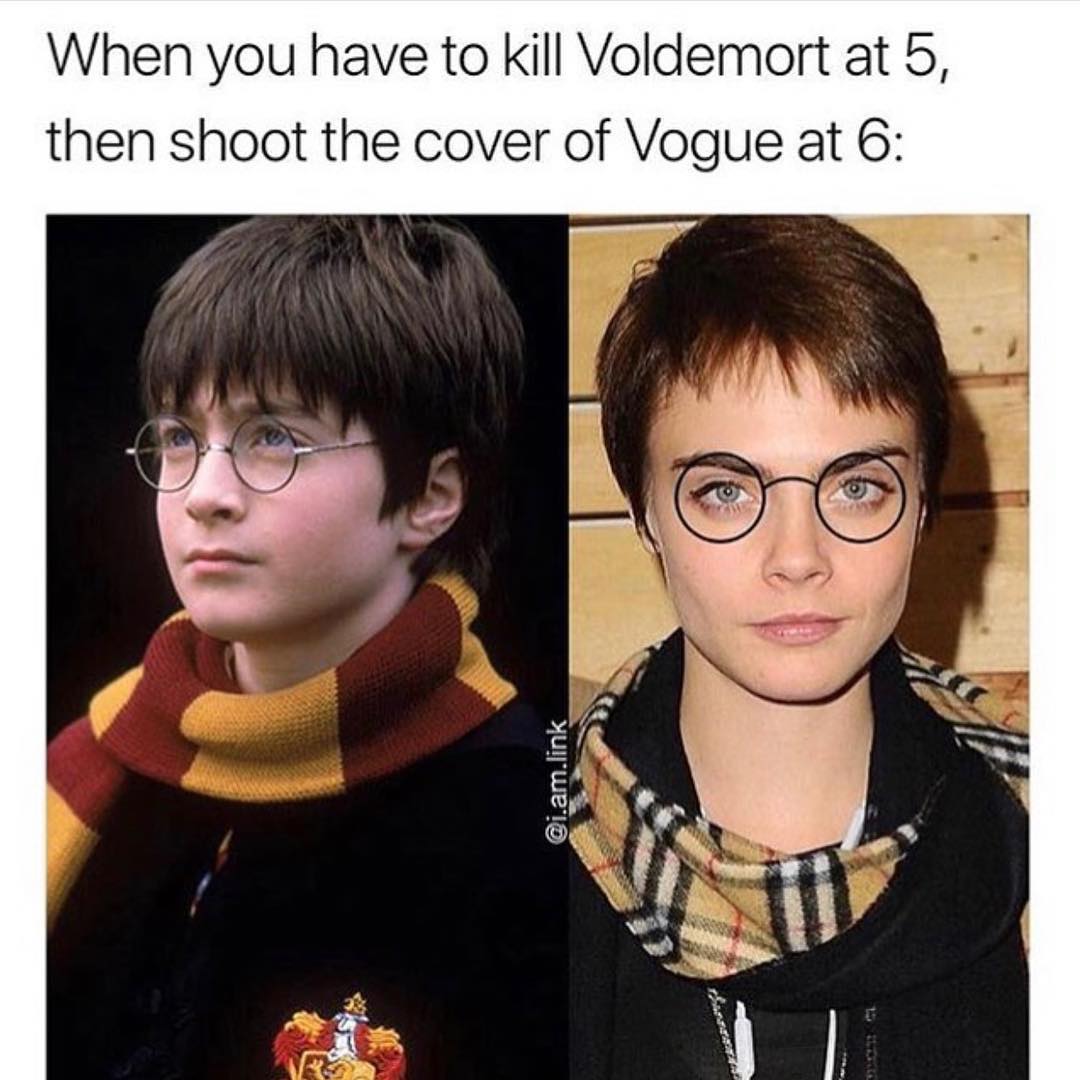 When you have to kill Voldemort at 5,
then shoot the cover of Vogue at 6:
@i.am.link